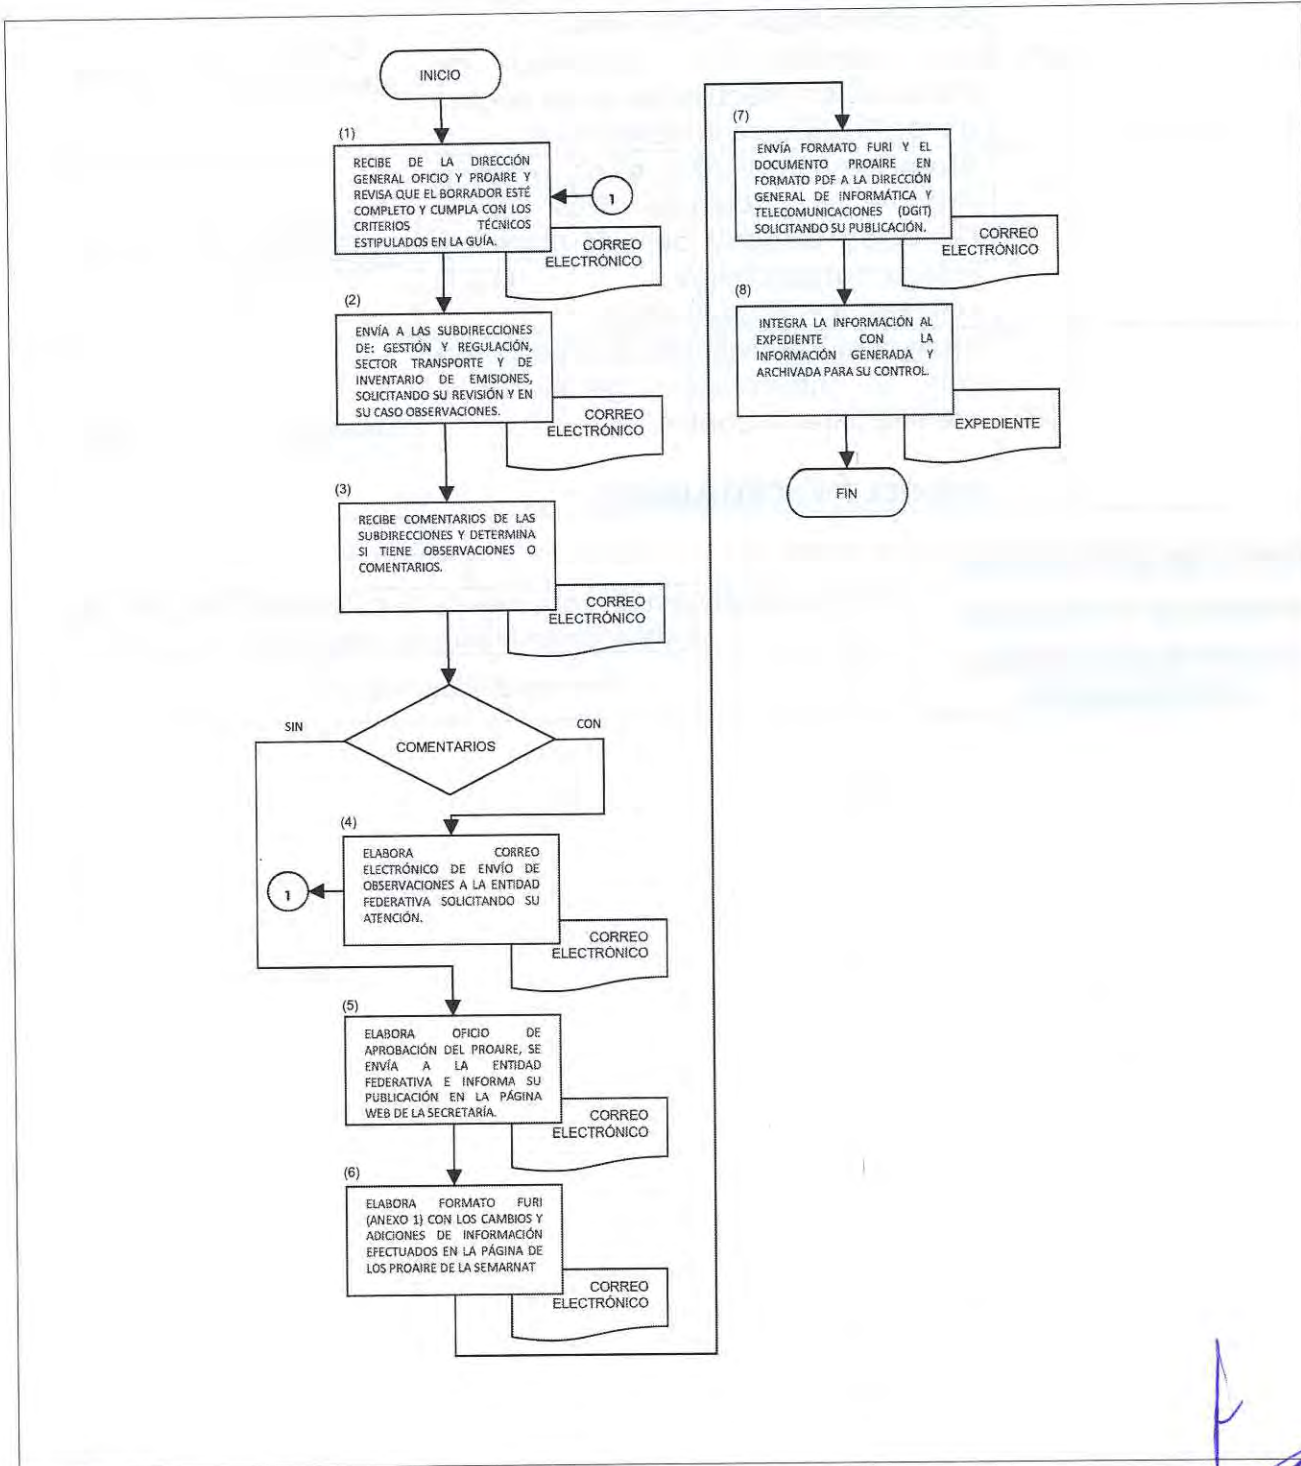 INICIO
(1)
RECIBE DE LA DIRECCIÓN
GENERAL OFICIO Y PROAIRE Y
REVISA QUE EL BORRADOR ESTÉ
COMPLETO Y CUMPLA CON LOS
CRITERIOS TÉCNICOS
ESTIPULADOS EN LA GUÍA.
1
CORREO
ELECTRÓNICO
(2)
ENVÍA A LAS SUBDIRECCIONES
DE: GESTIÓN Y REGULACIÓN,
SECTOR TRANSPORTE Y DE
INVENTARIO DE EMISIONES,
SOLICITANDO SU REVISIÓN Y EN
SU CASO OBSERVACIONES.
CORREO
ELECTRÓNICO
(3)
RECIBE COMENTARIOS DE LAS
SUBDIRECCIONES Y DETERMINA
SI TIENE OBSERVACIONES O
COMENTARIOS.
CORREO
ELECTRÓNICO
SIN
CON
COMENTARIOS
(4)
ELABORA CORREO
ELECTRÓNICO DE ENVÍO DE
OBSERVACIONES A LA ENTIDAD
FEDERATIVA SOLICITANDO SU
ATENCIÓN.
1
CORREO
ELECTRÓNICO
(5)
ELABORA OFICIO DE
APROBACIÓN DEL PROAIRE, SE
ENVÍA A LA ENTIDAD
FEDERATIVA E INFORMA SU
PUBLICACIÓN EN LA PÁGINA
WEB DE LA SECRETARÍA.
CORREO
ELECTRÓNICO
(6)
ELABORA FORMATO FURI
(ANEXO 1) CON LOS CAMBIOS Y
ADICIONES DE INFORMACIÓN
EFECTUADOS EN LA PÁGINA DE
LOS PROAIRE DE LA SEMARNAT
CORREO
ELECTRÓNICO
(7)
ENVÍA FORMATO FURI Y EL
DOCUMENTO PROAIRE EN
FORMATO PDF A LA DIRECCIÓN
GENERAL DE INFORMÁTICA Y
TELECOMUNICACIONES (DGIT)
SOLICITANDO SU PUBLICACIÓN.
CORREO
ELECTRÓNICO
(8)
INTEGRA LA INFORMACIÓN AL
EXPEDIENTE CON LA
INFORMACIÓN GENERADA Y
ARCHIVADA PARA SU CONTROL.
EXPEDIENTE
FIN